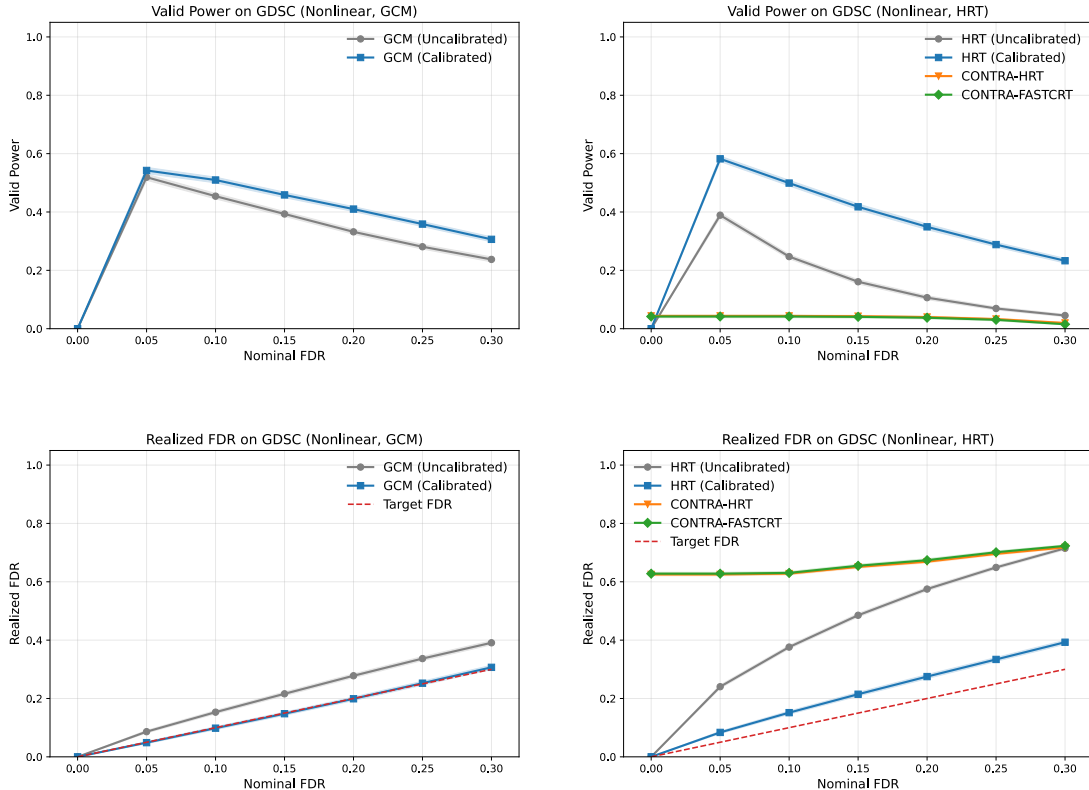 Valid Power on GDSC (Nonlinear, GCM)
GCM (Uncalibrated)
GCM (Calibrated)
Valid Power
1.0
0.8
0.6
0.4
0.2
0.0
0.00 0.05 0.10 0.15 0.20 0.25 0.30
Nominal FDR
Valid Power on GDSC (Nonlinear, HRT)
HRT (Uncalibrated)
HRT (Calibrated)
CONTRA-HRT
CONTRA-FASTCRT
Valid Power
1.0
0.8
0.6
0.4
0.2
0.0
0.00 0.05 0.10 0.15 0.20 0.25 0.30
Nominal FDR
Realized FDR on GDSC (Nonlinear, GCM)
GCM (Uncalibrated)
GCM (Calibrated)
Target FDR
Realized FDR
1.0
0.8
0.6
0.4
0.2
0.0
0.00 0.05 0.10 0.15 0.20 0.25 0.30
Nominal FDR
Realized FDR on GDSC (Nonlinear, HRT)
HRT (Uncalibrated)
HRT (Calibrated)
CONTRA-HRT
CONTRA-FASTCRT
Target FDR
Realized FDR
1.0
0.8
0.6
0.4
0.2
0.0
0.00 0.05 0.10 0.15 0.20 0.25 0.30
Nominal FDR